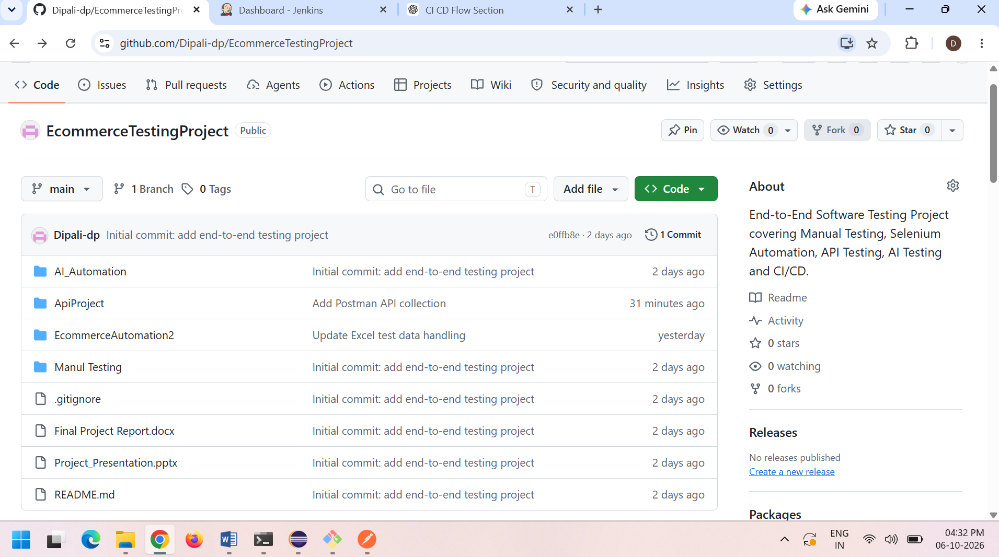 Dipali-dp/EcommerceTestingPr
Dashboard - Jenkins
CI CD Flow Section
Ask Gemini
github.com/Dipali-dp/EcommerceTestingProject
D
Code
Issues
Pull requests
Agents
Actions
Projects
Wiki
Security and quality
Insights
Settings
EcommerceTestingProject
Public
Pin
Watch 0
Fork 0
Star 0
main
1 Branch
0 Tags
Go to file
T
Add file
Code
Dipali-dp Initial commit: add end-to-end testing project e0ffb8e · 2 days ago 1 Commit
AI_Automation Initial commit: add end-to-end testing project 2 days ago
ApiProject Add Postman API collection 31 minutes ago
EcommerceAutomation2 Update Excel test data handling yesterday
Manul Testing Initial commit: add end-to-end testing project 2 days ago
.gitignore Initial commit: add end-to-end testing project 2 days ago
Final Project Report.docx Initial commit: add end-to-end testing project 2 days ago
Project_Presentation.pptx Initial commit: add end-to-end testing project 2 days ago
README.md Initial commit: add end-to-end testing project 2 days ago
About
End-to-End Software Testing Project
covering Manual Testing, Selenium
Automation, API Testing, AI Testing
and CI/CD.
Readme
Activity
0 stars
0 watching
0 forks
Releases
No releases published
Create a new release
Packages
ENG
IN
04:32 PM
06-10-2026